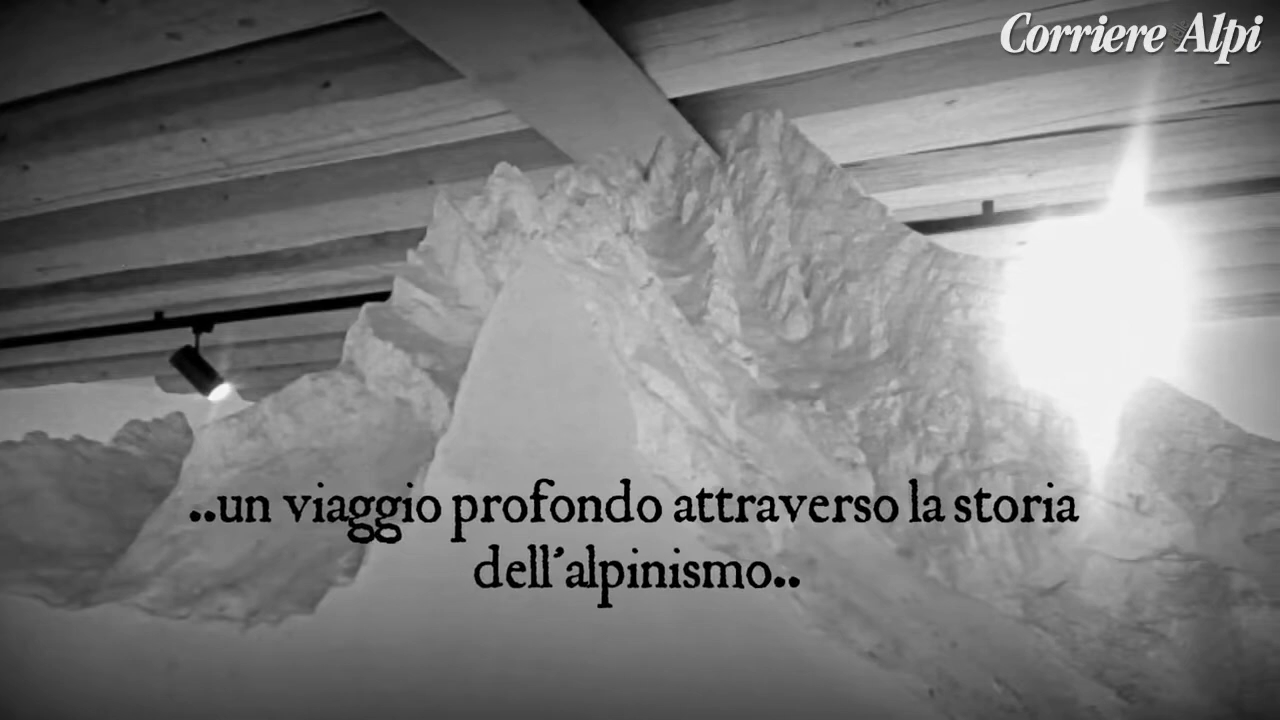 Corriere Alpi
..un viaggio profondo attraverso la storia
dell'alpinismo..